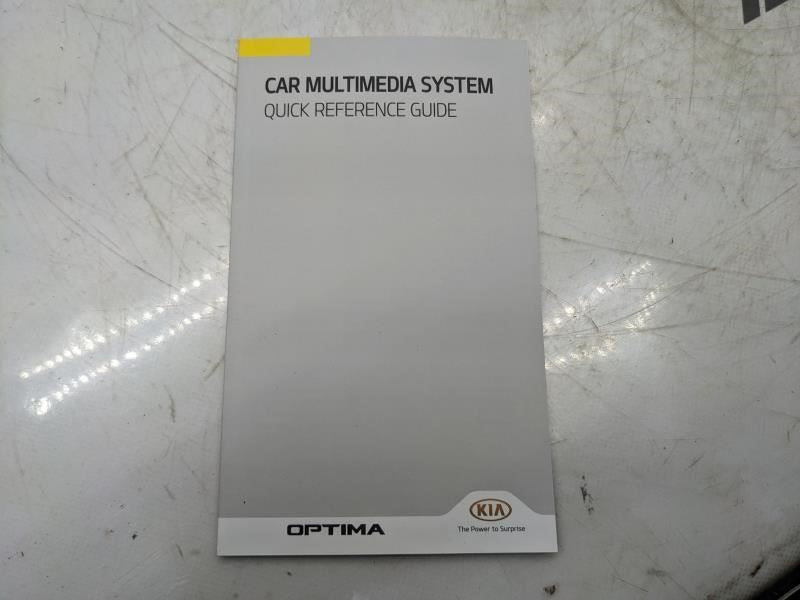 CAR MULTIMEDIA SYSTEM
QUICK REFERENCE GUIDE
OPTIMA
KIA
The Power to Surprise